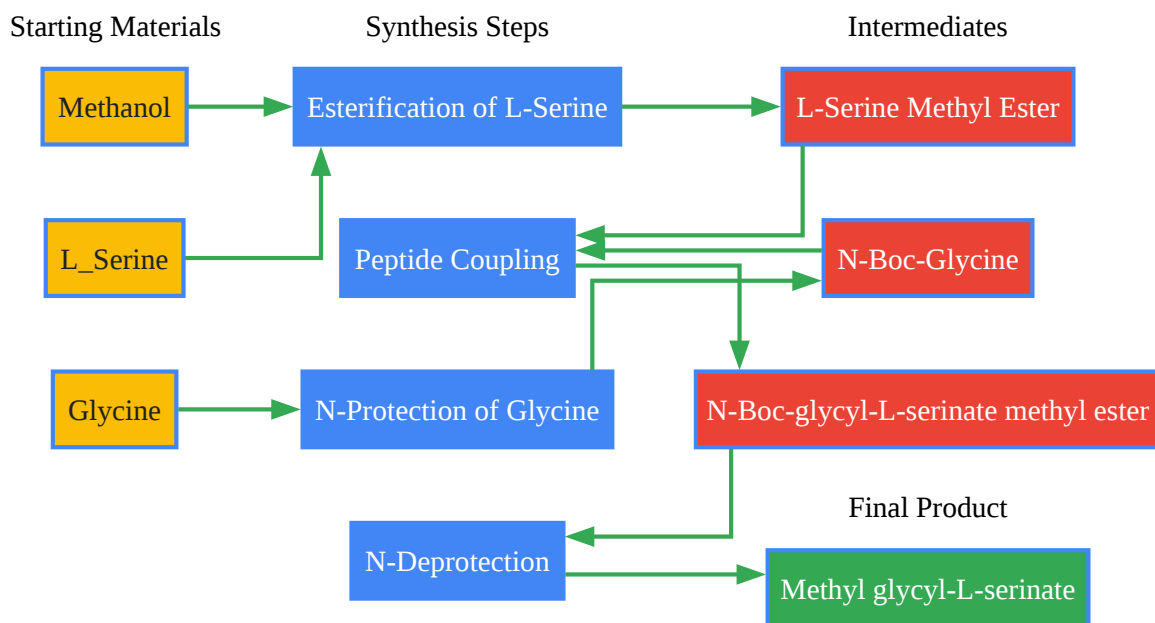 Starting Materials
Synthesis Steps
Intermediates
Methanol
Esterification of L-Serine
L-Serine Methyl Ester
L_Serine
Peptide Coupling
N-Boc-Glycine
Glycine
N-Protection of Glycine
N-Boc-glycyl-L-serinate methyl ester
Final Product
N-Deprotection
Methyl glycyl-L-serinate